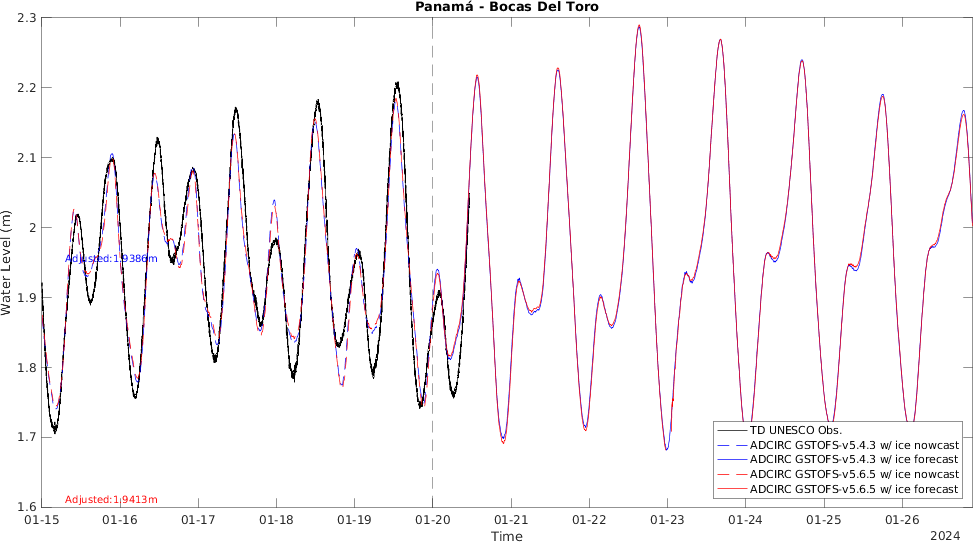 Panamá - Bocas Del Toro
2.3
2.2
2.1
2
1.9
1.8
1.7
1.6
Water Level (m)
Adjusted:1.9386m
Adjusted:1.9413m
TD UNESCO Obs.
ADCIRC GSTOFS-v5.4.3 w/ ice nowcast
ADCIRC GSTOFS-v5.4.3 w/ ice forecast
ADCIRC GSTOFS-v5.6.5 w/ ice nowcast
ADCIRC GSTOFS-v5.6.5 w/ ice forecast
01-15 01-16 01-17 01-18 01-19 01-20 01-21 01-22 01-23 01-24 01-25 01-26
Time
2024